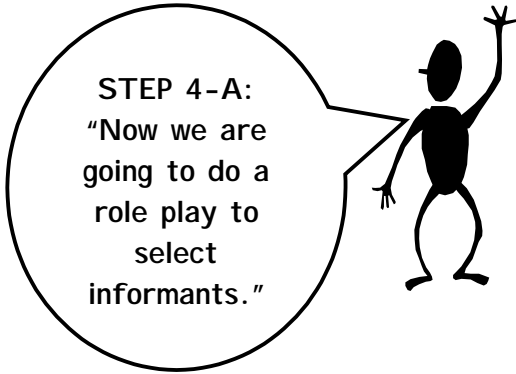 STEP 4-A:
"Now we are
going to do a
role play to
select
informants."